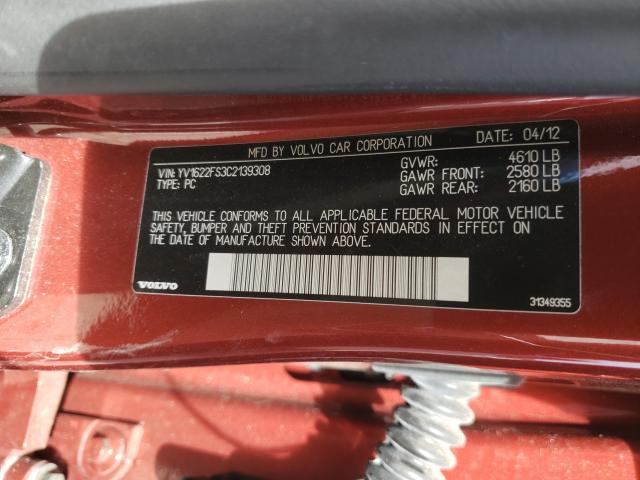 MFD BY VOLVO CAR CORPORATION DATE: 04/12
VIN: YV1622FS3C2139308 GVWR: 4610 LB
TYPE: PC GAWR FRONT: 2580 LB
GAWR REAR: 2160 LB
THIS VEHICLE CONFORMS TO ALL APPLICABLE FEDERAL MOTOR VEHICLE
SAFETY, BUMPER AND THEFT PREVENTION STANDARDS IN EFFECT ON
THE DATE OF MANUFACTURE SHOWN ABOVE.
VOLVO 31349355